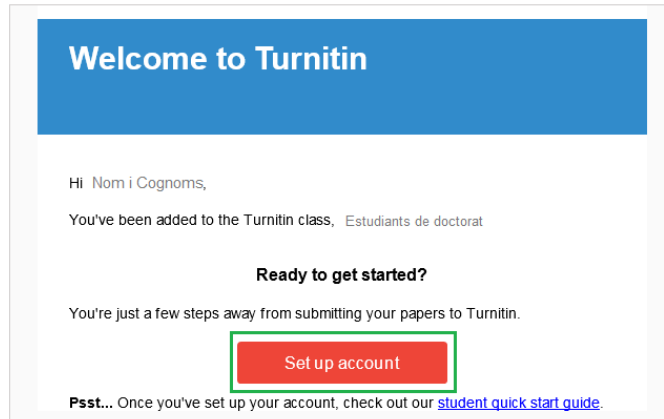 Welcome to Turnitin
Hi Nom i Cognoms,
You've been added to the Turnitin class, Estudiants de doctorat
Ready to get started?
You're just a few steps away from submitting your papers to Turnitin.
Set up account
Psst... Once you've set up your account, check out our student quick start guide.